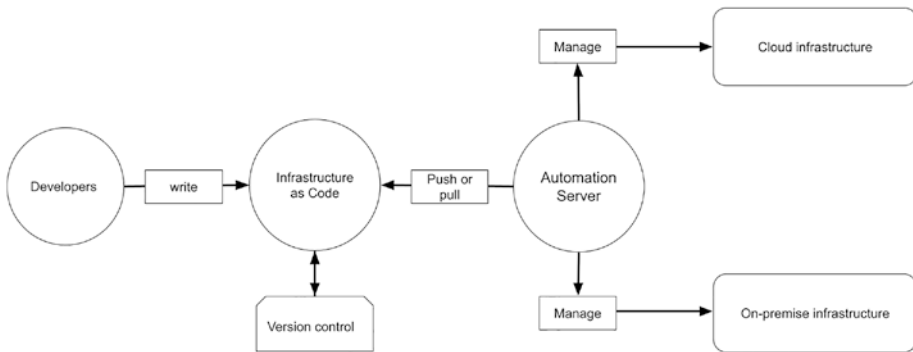 Manage
Cloud infrastructure
Developers
write
Infrastructure
as Code
Push or
pull
Automation
Server
Version control
Manage
On-premise infrastructure